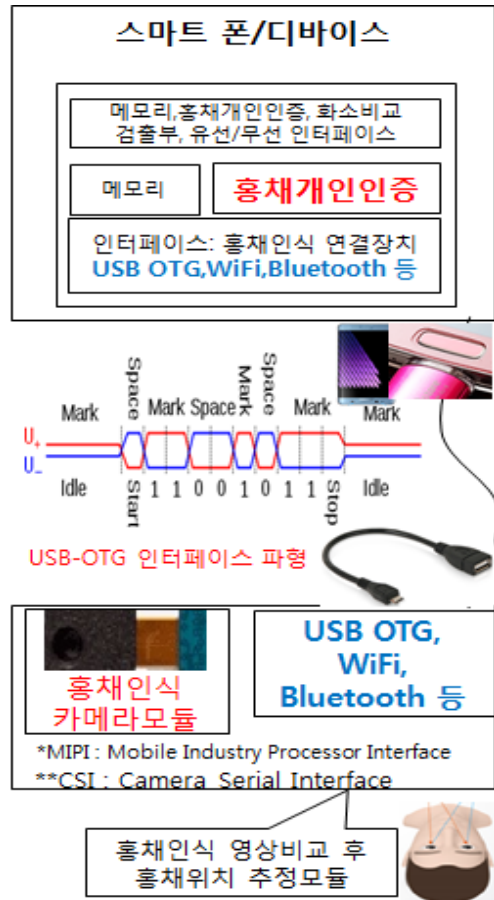 스마트 폰/디바이스
메모리,홍채개인인증, 화소비교
검출부, 유선/무선 인터페이스
메모리
홍채개인인증
인터페이스: 홍채인식 연결장치
USB OTG,WiFi,Bluetooth 등
Mark Space Mark Space Mark Space Mark Mark
U+
U-
Idle Start 1 1 0 0 1 0 1 1 Stop Idle
USB-OTG 인터페이스 파형
홍채인식
카메라모듈
USB OTG,
WiFi,
Bluetooth 등
*MIPI : Mobile Industry Processor Interface
**CSI : Camera Serial Interface
홍채인식 영상비교 후
홍채위치 추정모듈